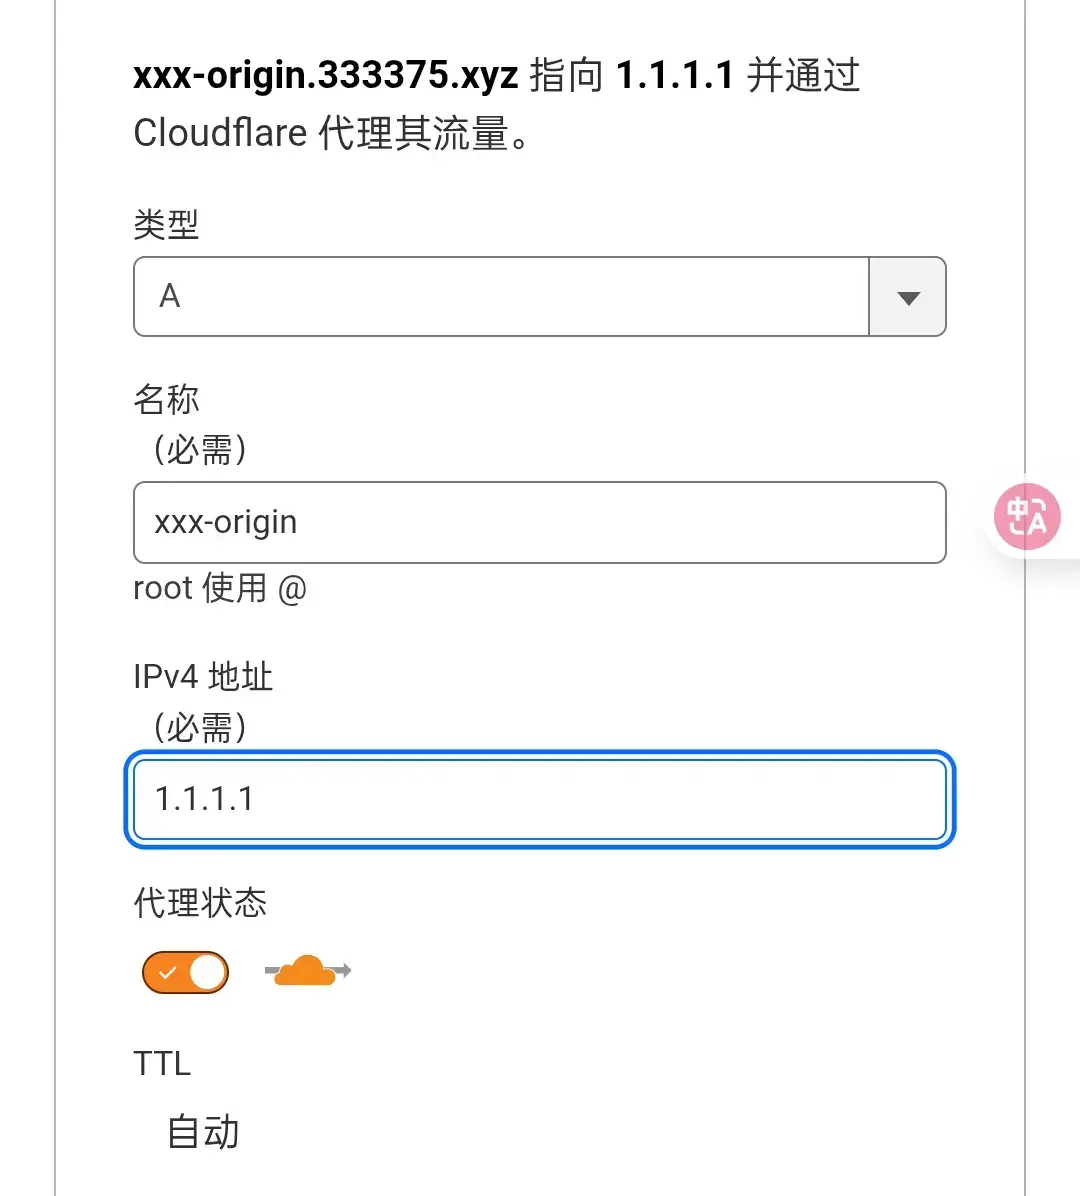 xxx-origin.333375.xyz 指向 1.1.1.1 并通过
Cloudflare 代理其流量。
类型
A
名称
（必需）
xxx-origin
root 使用 @
IPv4 地址
（必需）
1.1.1.1
代理状态
TTL
自动
中A